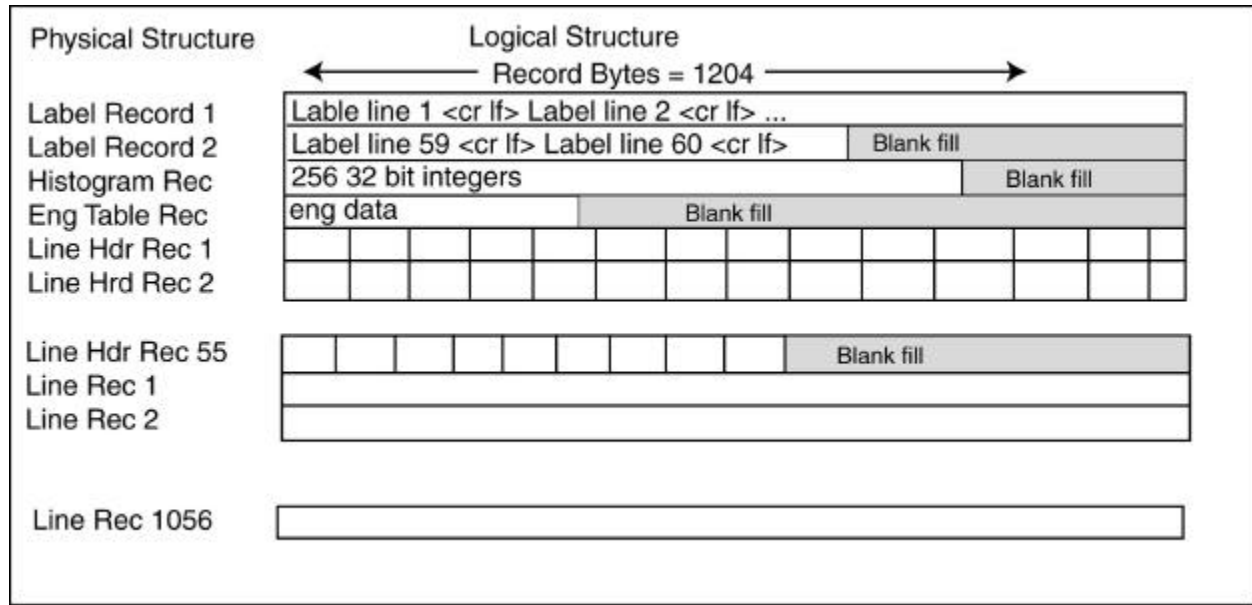 Physical Structure
Logical Structure
Record Bytes = 1204
Label Record 1
Lable line 1 <cr lf> Label line 2 <cr lf> ...
Label Record 2
Label line 59 <cr lf> Label line 60 <cr lf>
Blank fill
Histogram Rec
256 32 bit integers
Blank fill
Eng Table Rec
eng data
Blank fill
Line Hdr Rec 1
Line Hrd Rec 2
Line Hdr Rec 55
Blank fill
Line Rec 1
Line Rec 2
Line Rec 1056